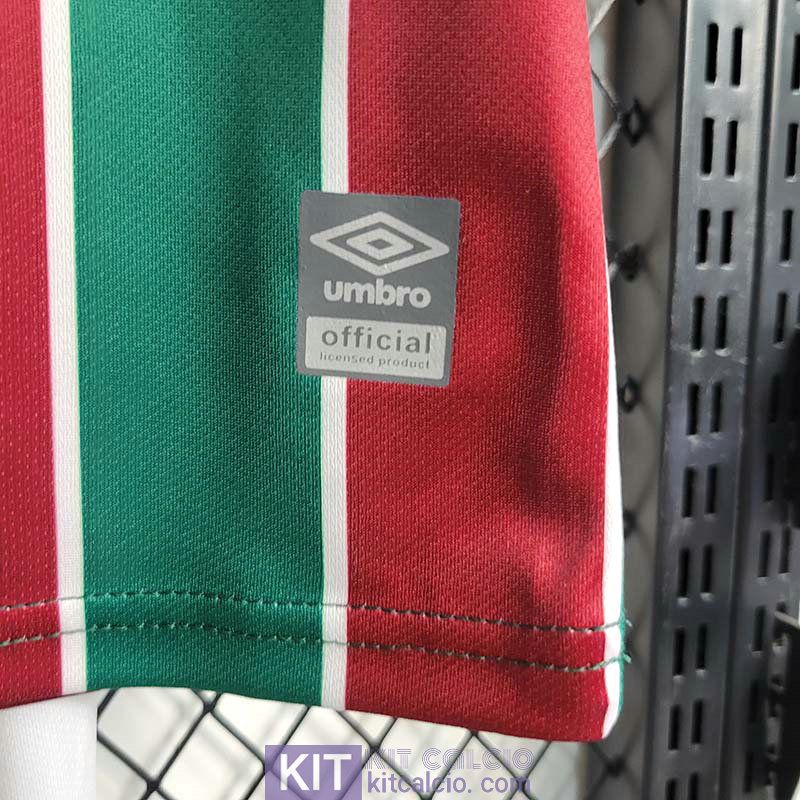 umbro
official
licensed product
KIT KIT CALCIO
kitcalcio. com